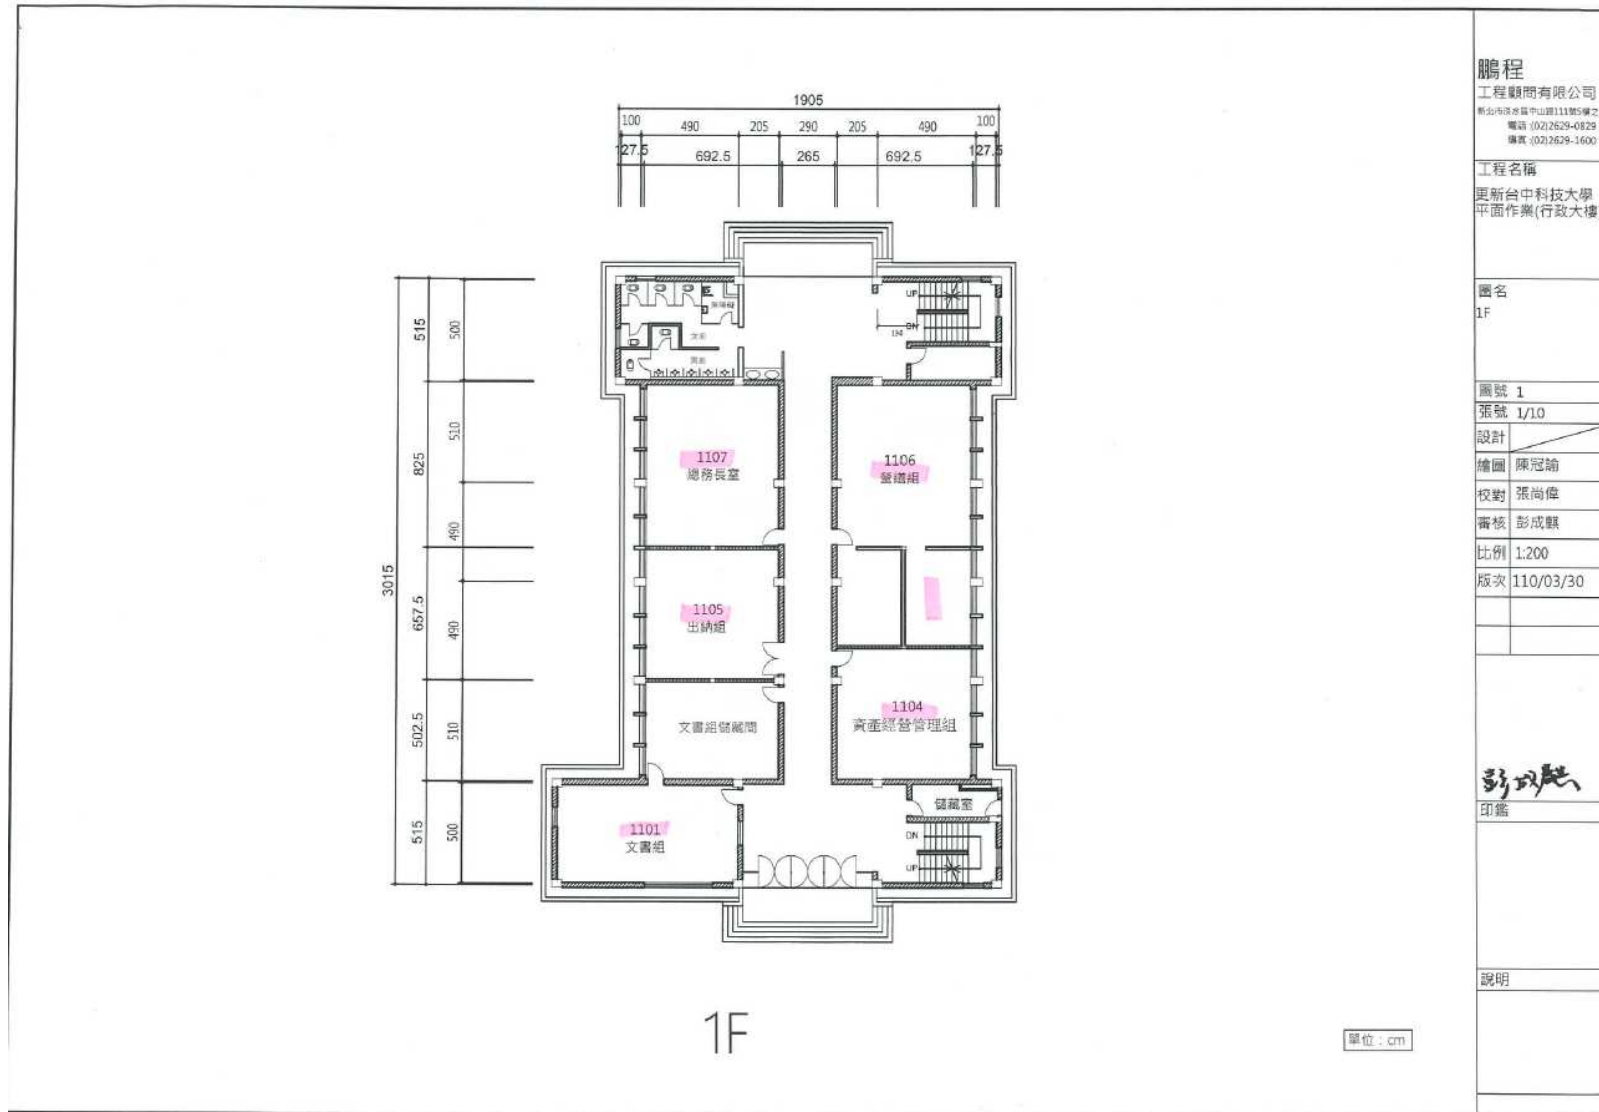 1905
100 490 205 290 205 490 100
127.5 692.5 265 692.5 127.5
3015
515
825
657.5
502.5
515
500
510
490
490
510
500
UP
DN
194
女廁
男廁
1107
總務長室
1106
營繕組
1105
出納組
1104
資產經營管理組
文書組儲藏間
1101
文書組
儲藏室
DN
UP
1F
單位：cm
鵬程
工程顧問有限公司
電話:(02)2629-0829
傳真:(02)2629-1600
工程名稱
更新台中科技大學
平面作業(行政大樓
圖名
1F
圖號 1
張號 1/10
設計
繪圖 陳冠諭
校對 張尚偉
審核 彭成麒
比例 1:200
版次 110/03/30
彭成麒
印鑑
說明